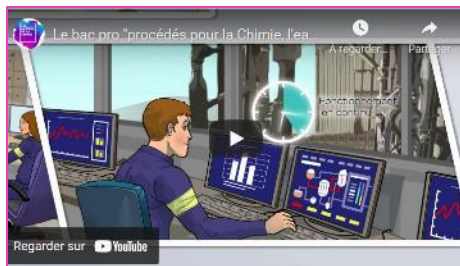 Le bac pro "procédés pour la Chimie, l'ea...
À regarder...
Partager
Fonctionnement
en continu
Regarder sur YouTube